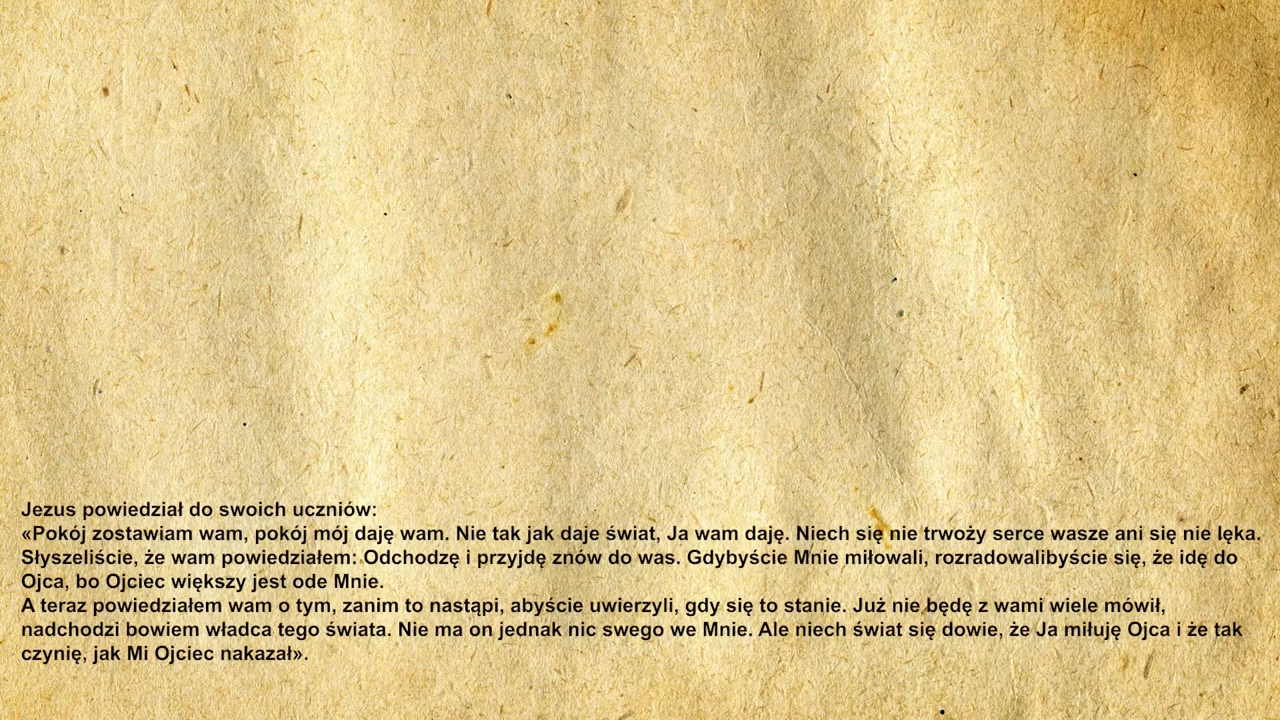 Jezus powiedział do swoich uczniów:
«Pokój zostawiam wam, pokój mój daję wam. Nie tak jak daje świat, Ja wam daję. Niech się nie trwoży serce wasze ani się nie lęka.
Słyszeliście, że wam powiedziałem: Odchodzę i przyjdę znów do was. Gdybyście Mnie miłowali, rozradowalibyście się, że idę do
Ojca, bo Ojciec większy jest ode Mnie.
A teraz powiedziałem wam o tym, zanim to nastąpi, abyście uwierzyli, gdy się to stanie. Już nie będę z wami wiele mówił,
nadchodzi bowiem władca tego świata. Nie ma on jednak nic swego we Mnie. Ale niech świat się dowie, że Ja miłuję Ojca i że tak
czynię, jak Mi Ojciec nakazał».